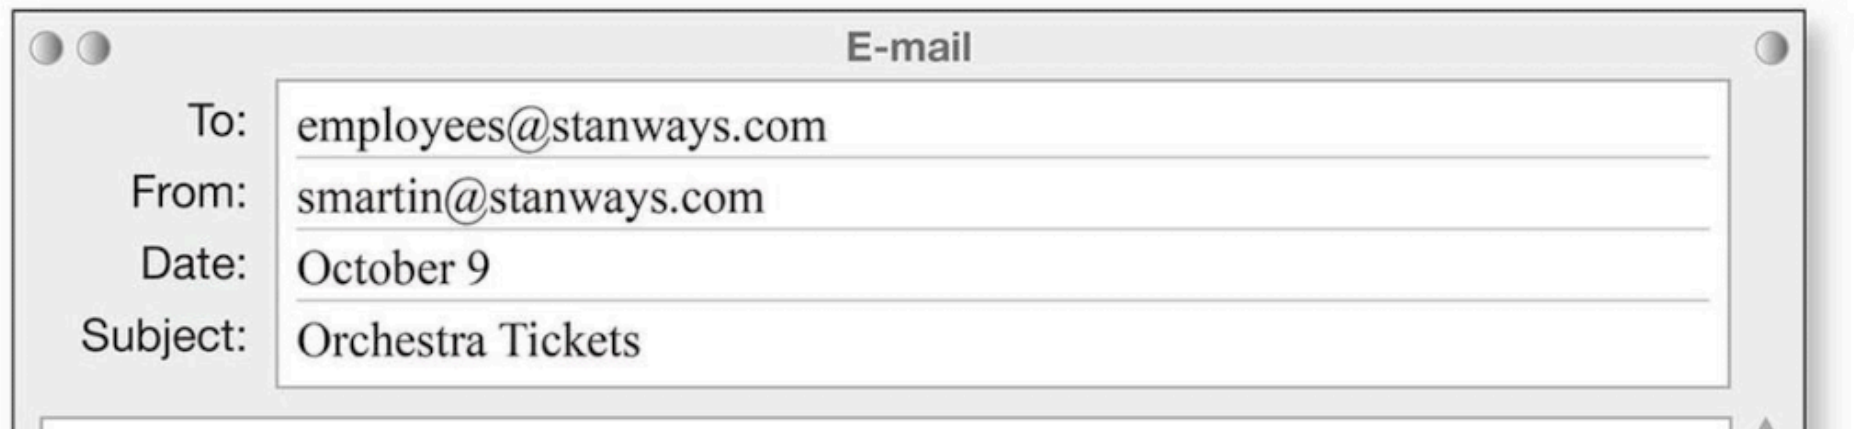 E-mail
To: employees@stanways.com
From: smartin@stanways.com
Date: October 9
Subject: Orchestra Tickets